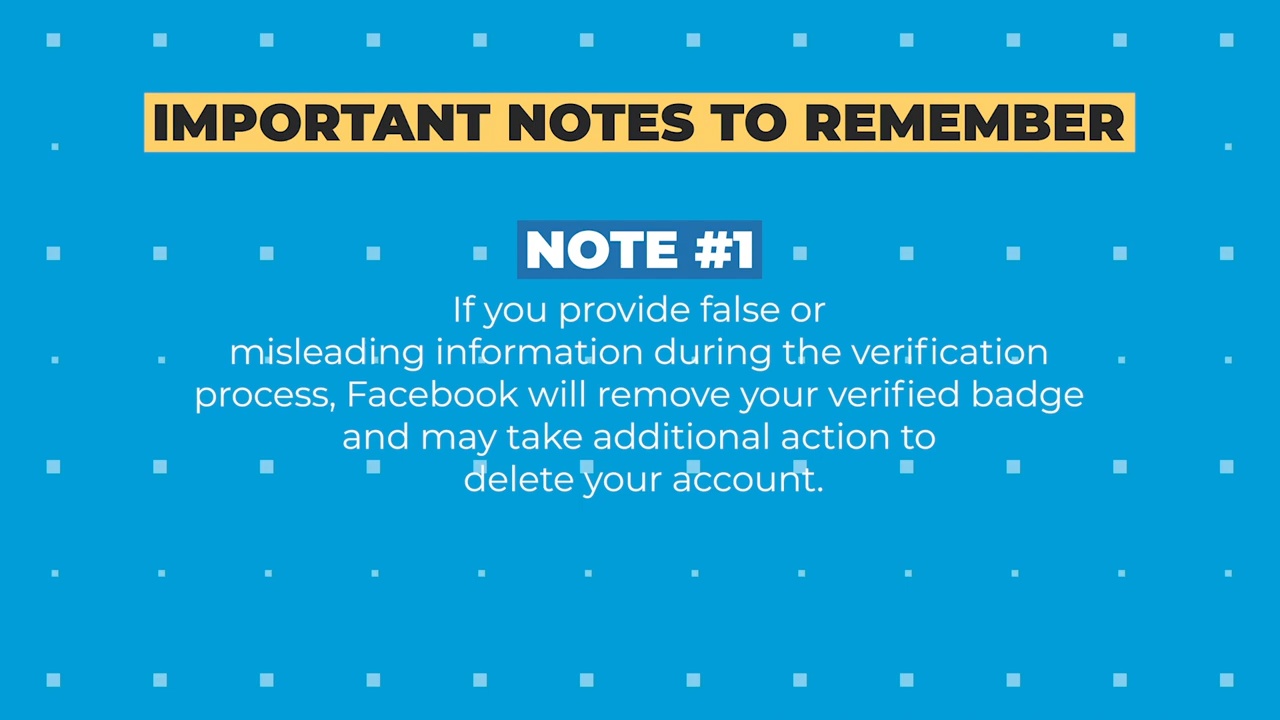 IMPORTANT NOTES TO REMEMBER
NOTE #1
If you provide false or
misleading information during the verification
process, Facebook will remove your verified badge
and may take additional action to
delete your account.